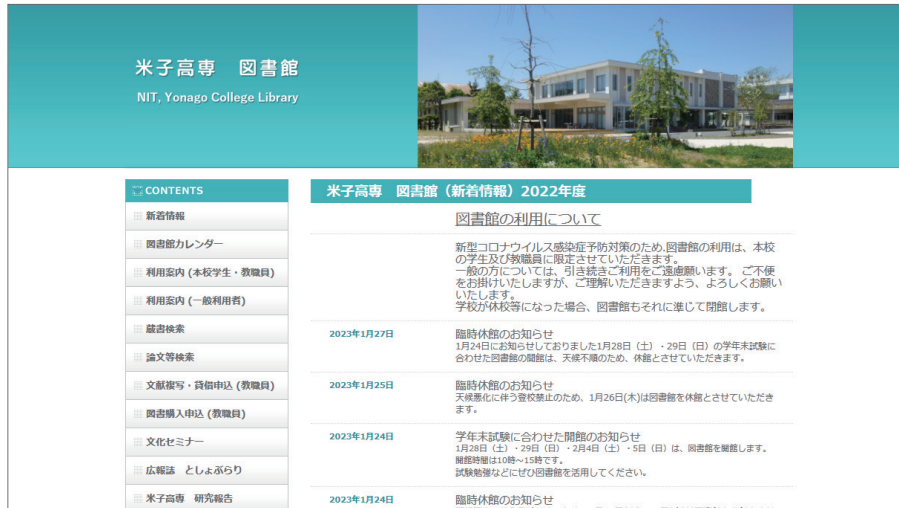 米子高専　図書館
NIT, Yonago College Library
CONTENTS
新着情報
図書館カレンダー
利用案内 (本校学生・教職員)
利用案内 (一般利用者)
蔵書検索
論文等検索
文献複写・貸借申込 (教職員)
図書購入申込 (教職員)
文化セミナー
広報誌　としょぶらり
米子高専　研究報告
米子高専　図書館（新着情報）2022年度
図書館の利用について
新型コロナウイルス感染症予防対策のため,図書館の利用は、本校
の学生及び教職員に限定させていただきます。
一般の方については、引き続きご利用をご遠慮願います。 ご不便
をお掛けいたしますが、ご理解いただきますよう、よろしくお願い
いたします。
学校が休校等になった場合、図書館もそれに準じて閉館します。
2023年1月27日
臨時休館のお知らせ
1月24日にお知らせしておりました1月28日（土）・29日（日）の学年末試験に
合わせた図書館の開館は、天候不順のため、休館とさせていただきます。
2023年1月25日
臨時休館のお知らせ
天候悪化に伴う登校禁止のため、1月26日(木)は図書館を休館とさせていただき
ます。
2023年1月24日
学年末試験に合わせた開館のお知らせ
1月28日（土）・29日（日）・2月4日（土）・5日（日）は、図書館を開館します。
開館時間は10時～15時です。
試験勉強などにぜひ図書館を活用してください。
2023年1月24日
臨時休館のお知らせ